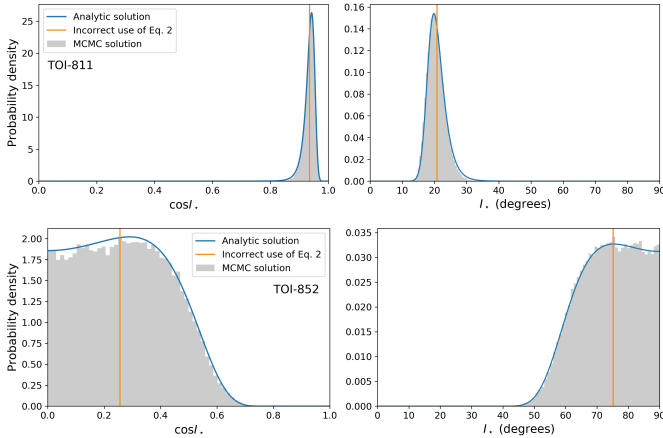 Analytic solution
Incorrect use of Eq. 2
MCMC solution
TOI-811
Probability density
0 5 10 15 20 25
0.0 0.2 0.4 0.6 0.8 1.0
cosI⋆
0.00 0.02 0.04 0.06 0.08 0.10 0.12 0.14 0.16
0 10 20 30 40 50 60 70 80 90
I⋆ (degrees)
Analytic solution
Incorrect use of Eq. 2
MCMC solution
TOI-852
Probability density
0.00 0.25 0.50 0.75 1.00 1.25 1.50 1.75 2.00
0.0 0.2 0.4 0.6 0.8 1.0
cosI⋆
0.000 0.005 0.010 0.015 0.020 0.025 0.030 0.035
0 10 20 30 40 50 60 70 80 90
I⋆ (degrees)